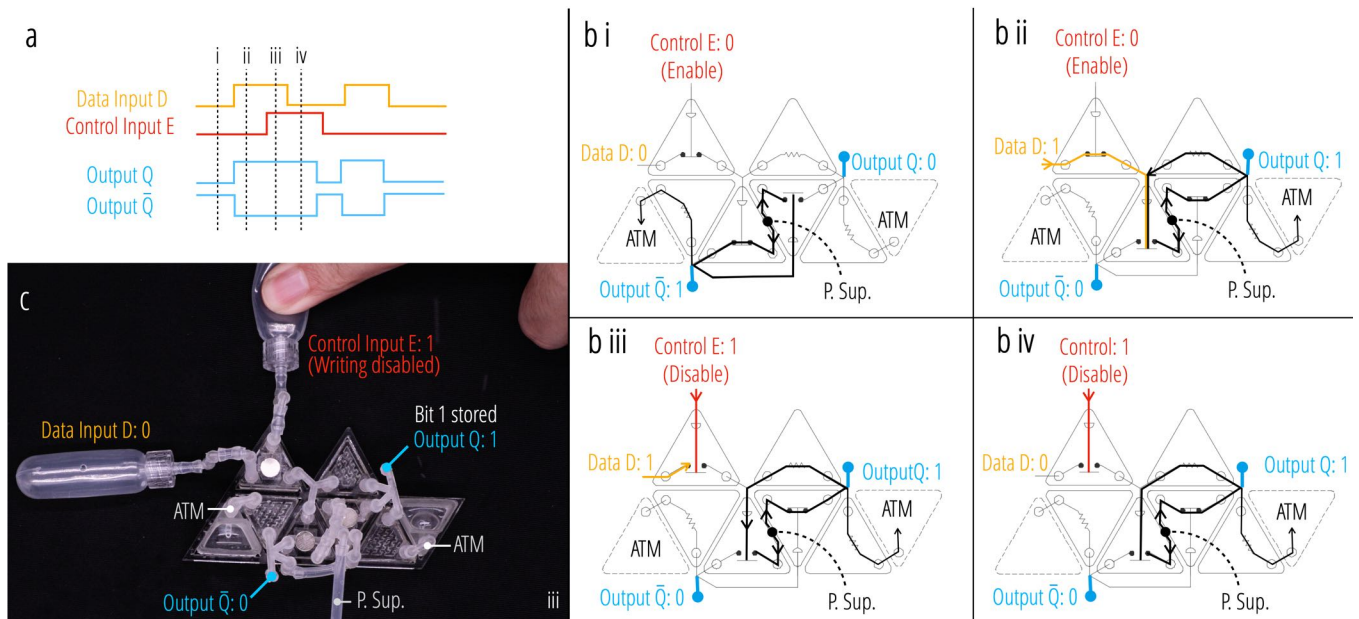 a
i ii iii iv
Data Input D
Control Input E
Output Q
Output Q̄
b i
Control E: 0
(Enable)
Data D: 0
Output Q: 0
ATM
ATM
Output Q̄: 1
P. Sup.
b ii
Control E: 0
(Enable)
Data D: 1
Output Q: 1
ATM
ATM
Output Q̄: 0
P. Sup.
c
Control Input E: 1
(Writing disabled)
Data Input D: 0
Bit 1 stored
Output Q: 1
ATM
ATM
Output Q̄: 0
P. Sup.
iii
b iii
Control E: 1
(Disable)
Data D: 1
OutputQ: 1
ATM
ATM
Output Q̄: 0
P. Sup.
b iv
Control: 1
(Disable)
Data D: 0
Output Q: 1
ATM
ATM
Output Q̄: 0
P. Sup.